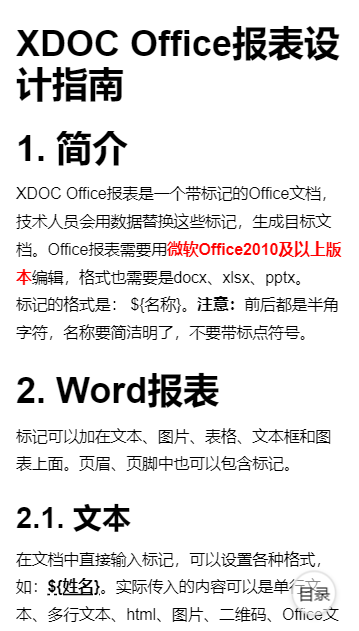 XDOC Office报表设
计指南
1. 简介
XDOC Office报表是一个带标记的Office文档，
技术人员会用数据替换这些标记，生成目标文
档。Office报表需要用微软Office2010及以上版
本编辑，格式也需要是docx、xlsx、pptx。
标记的格式是： ${名称}。注意：前后都是半角
字符，名称要简洁明了，不要带标点符号。
2. Word报表
标记可以加在文本、图片、表格、文本框和图
表上面。页眉、页脚中也可以包含标记。
2.1. 文本
在文档中直接输入标记，可以设置各种格式，
如：${姓名}。实际传入的内容可以是单行文
本、多行文本、html、图片、二维码、Office文
目录